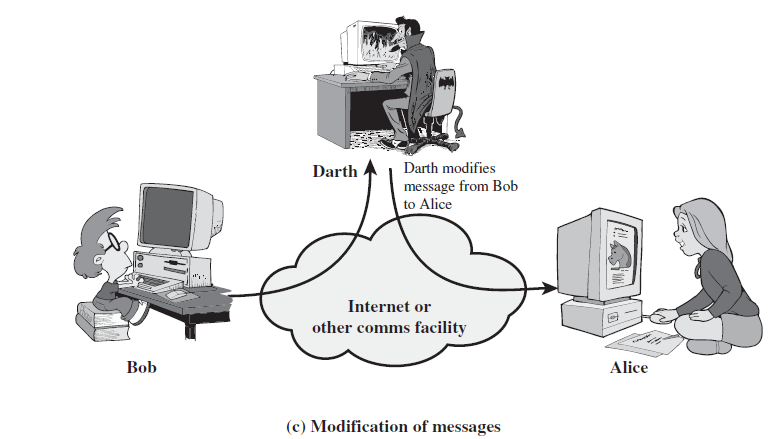 Darth
Darth modifies
message from Bob
to Alice
Internet or
other comms facility
Bob
Alice
(c) Modification of messages